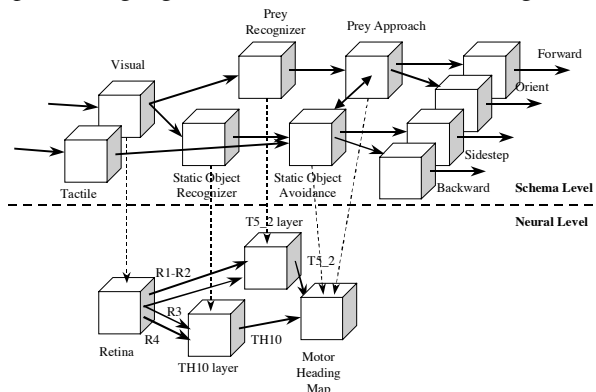 Prey
Recognizer
Prey Approach
Visual
Forward
Orient
Tactile
Static Object
Recognizer
Static Object
Avoidance
Sidestep
Backward
Schema Level
Neural Level
T5_2 layer
R1-R2
T5_2
R3
R4
TH10
Retina
TH10 layer
Motor
Heading
Map